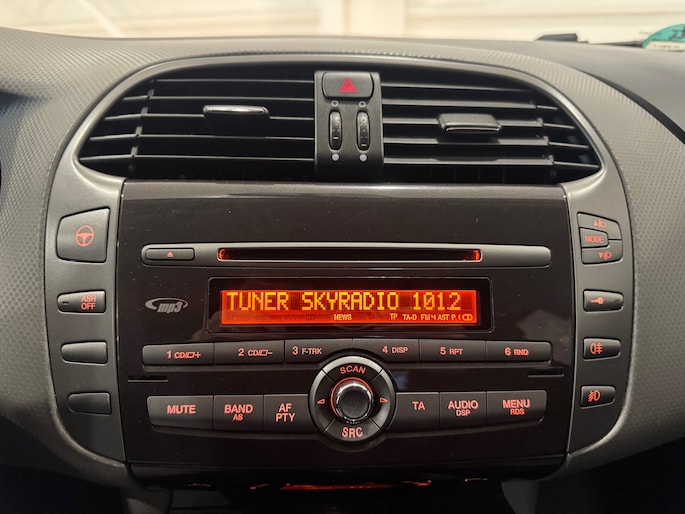 MODE
ASR
OFF
mp3
TUNER SKYRADIO 1012
NEWS TP TA-D FM AST
1 CD/+ 2 CD/- 3 F-TRK 4 DISP 5 RPT 6 RND
SCAN
MUTE BAND AS AF PTY TA AUDIO DSP MENU RDS
SRC